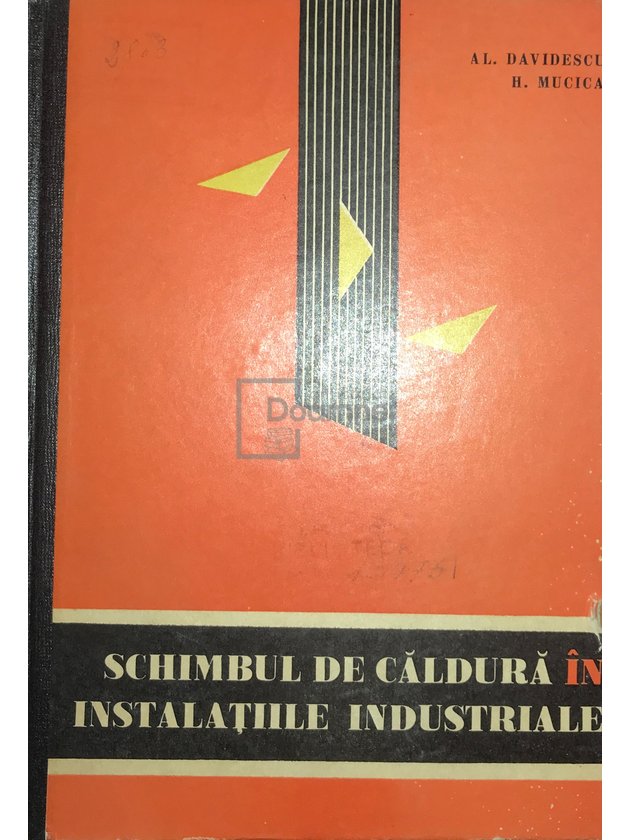 AL. DAVIDESCU
H. MUCICA
SCHIMBUL DE CĂLDURĂ ÎN
INSTALAȚIILE INDUSTRIALE